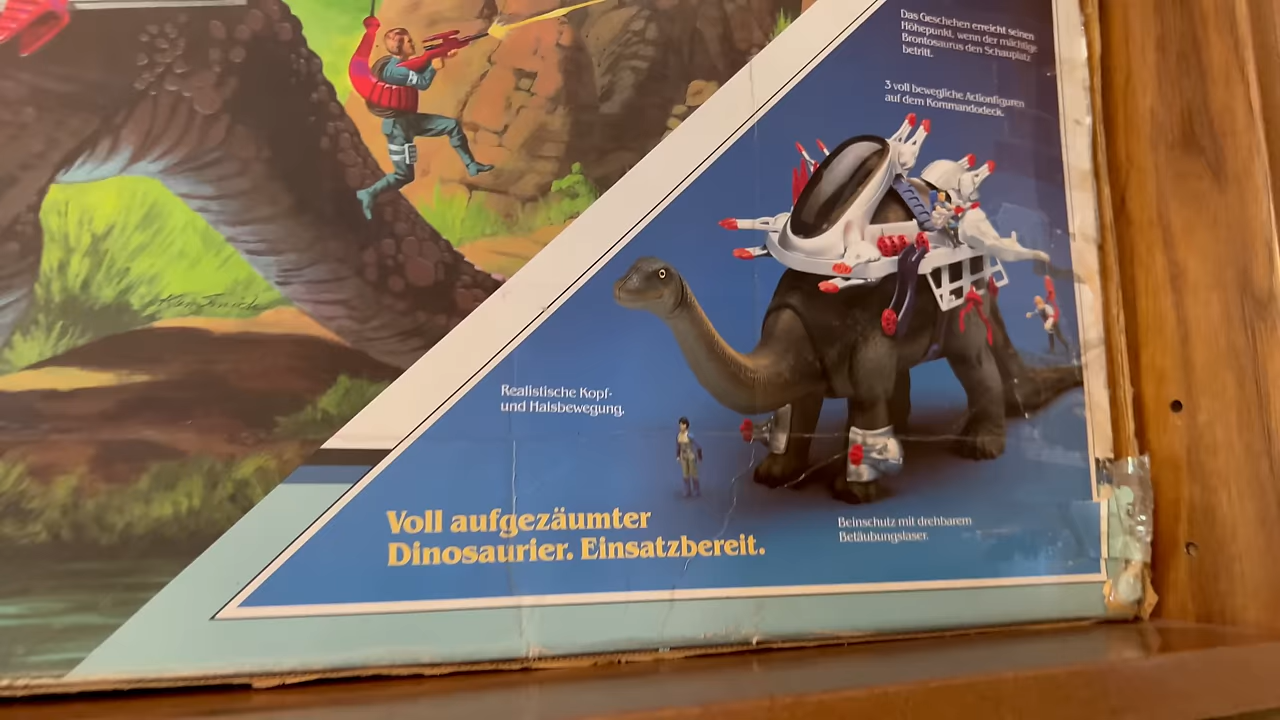 Das Geschehen erreicht seinen
Höhepunkt, wenn der mächtige
Brontosaurus den Schauplatz
betritt.
3 voll bewegliche Actionfiguren
auf dem Kommandodeck.
Realistische Kopf-
und Halsbewegung.
Voll aufgezäumter
Dinosaurier. Einsatzbereit.
Beinschutz mit drehbarem
Betäubungslaser.